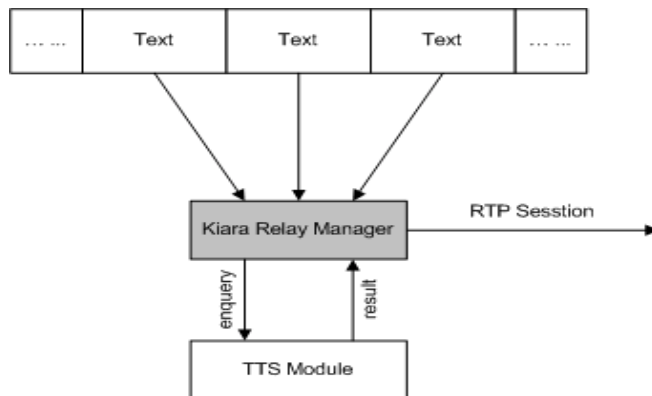 ... ... Text Text Text ... ...
Kiara Relay Manager
RTP Sesstion
enquery
result
TTS Module